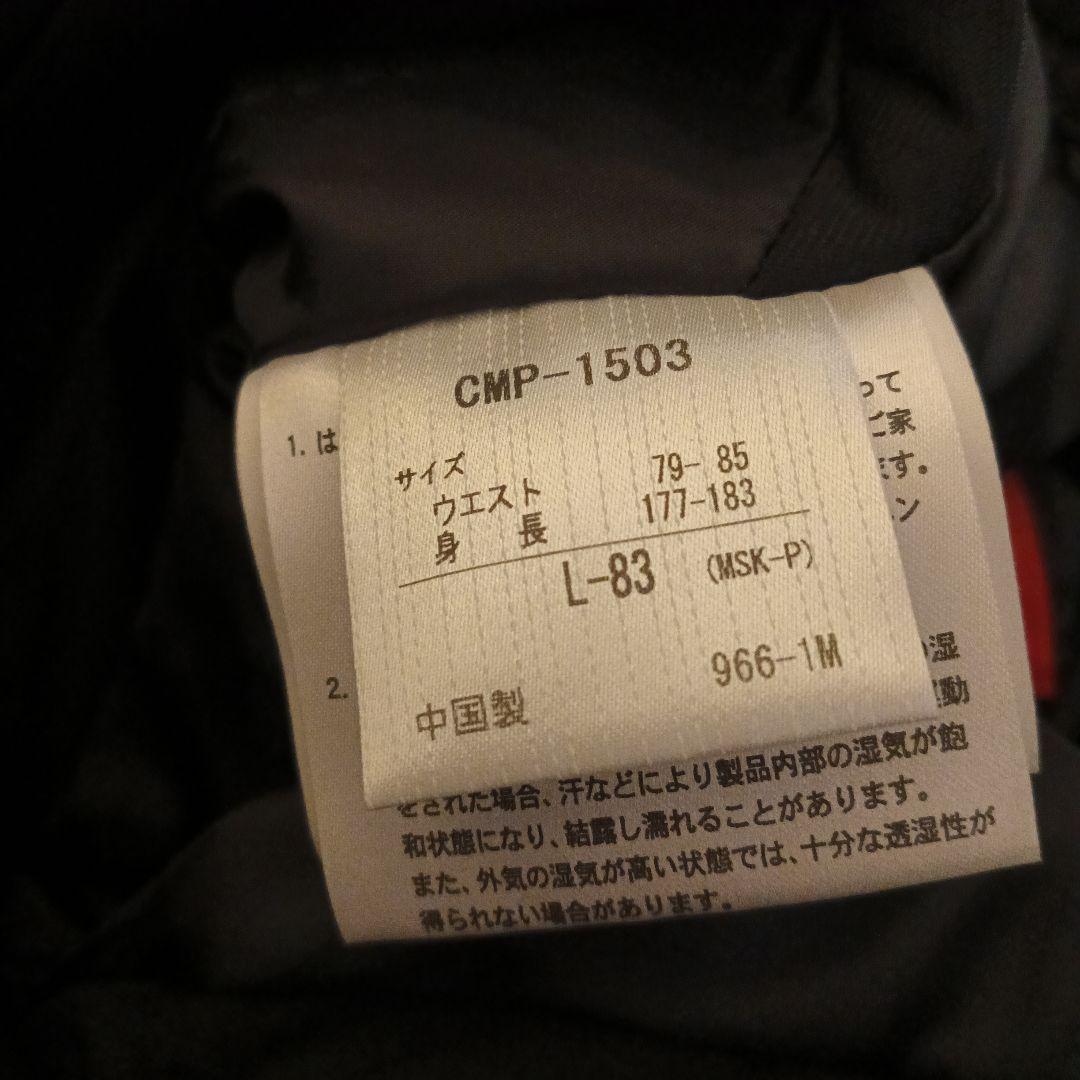 CMP-1503
サイズ
ウエスト 79- 85
身 長 177-183
L-83 (MSK-P)
966-1M
中国製
1. は
って
ご家
ます。
ン
2.
の湿
動
をされた場合、汗などにより製品内部の湿気が飽
和状態になり、結露し濡れることがあります。
また、外気の湿気が高い状態では、十分な透湿性が
得られない場合があります。